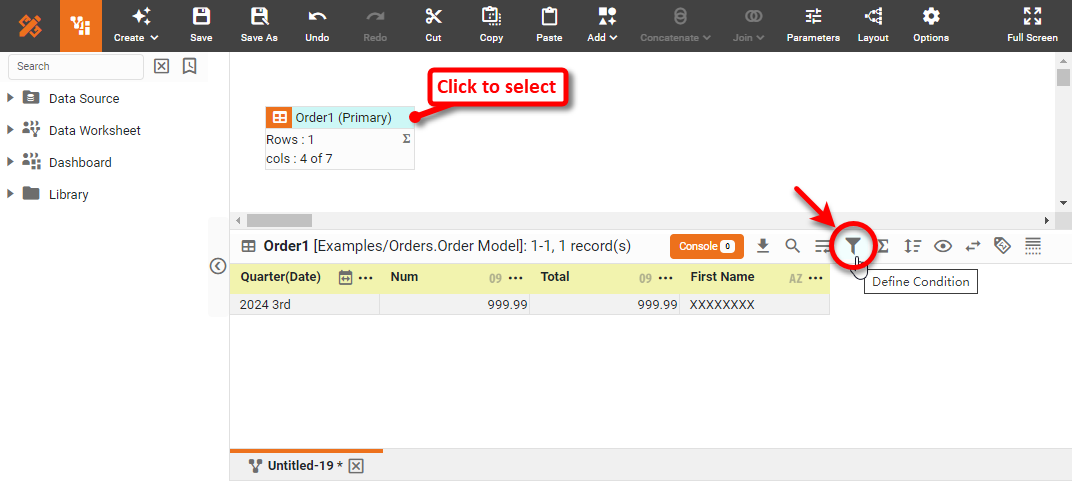 Create Save Save As Undo Redo Cut Copy Paste Add Concatenate Join Parameters Layout Options Full Screen
Search
Data Source
Data Worksheet
Dashboard
Library
Click to select
Order1 (Primary)
Rows : 1 Σ
cols : 4 of 7
Order1 [Examples/Orders.Order Model]: 1-1, 1 record(s) Console 0 Σ
Define Condition
Quarter(Date) ••• Num 09 ••• Total 09 ••• First Name AZ •••
2024 3rd 999.99 999.99 XXXXXXXX
Untitled-19 *